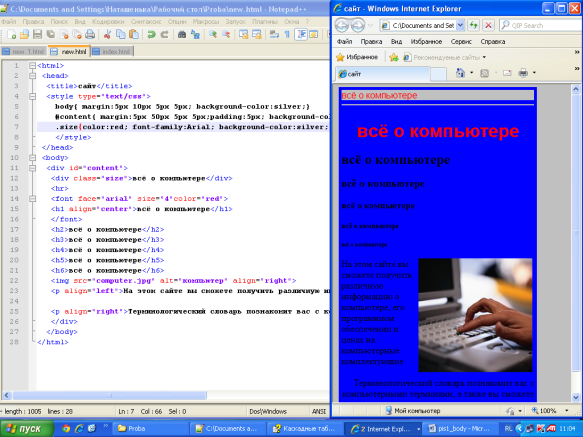 C:\Documents and Settings\Наташенька\Рабочий стол\Proba\new.html - Notepad++
Файл Правка Поиск Вид Кодировки Синтаксис Опции Макросы Запуск Плагины Окна ?
new 1.html new.html index.html
1 <html>
2 <head>
3 <title>сайт</title>
4 <style type="text/css">
5 body{ margin:5px 10px 5px 5px; background-color:silver;}
6 @content{ margin:5px 5px 5px 5px;padding:5px; background-colo
7 .size{color:red; font-family:Arial; background-color:silver;
8 </style>
9 </head>
10 <body>
11 <div id="content">
12 <div class="size">всё о компьютере</div>
13 <hr>
14 <font face="arial" size="4"color="red">
15 <h1 align="center">всё о компьютере</h1>
16 </font>
17 <h2>всё о компьютере</h2>
18 <h3>всё о компьютере</h3>
19 <h4>всё о компьютере</h4>
20 <h5>всё о компьютере</h5>
21 <h6>всё о компьютере</h6>
22 <img src="computer.jpg" alt="компьютер" align="right">
23 <p align="left">На этом сайте вы сможете получить различную ин
24
25 <p align="right">Терминологический словарь познакомит вас с ко
26 </div>
27 </body>
28 </html>
length : 1005 lines : 28 Ln : 7 Col : 66 Sel : 0 Dos\Windows ANSI
сайт - Windows Internet Explorer
C:\Documents and Set
QIP Search
Файл Правка Вид Избранное Сервис Справка
Избранное Рекомендуемые сайты
сайт
всё о компьютере
всё о компьютере
всё о компьютере
всё о компьютере
всё о компьютере
всё о компьютере
всё о компьютере
На этом сайте вы
сможете получить
различную
информацию о
компьютере, его
программном
обеспечении и
Терминологический словарь познакомит вас с
Мой компьютер 100%
пуск Proba C:\Documents a... Каскадные таб... 2 Internet Expl... pis1_body - Micr... RL 11:04